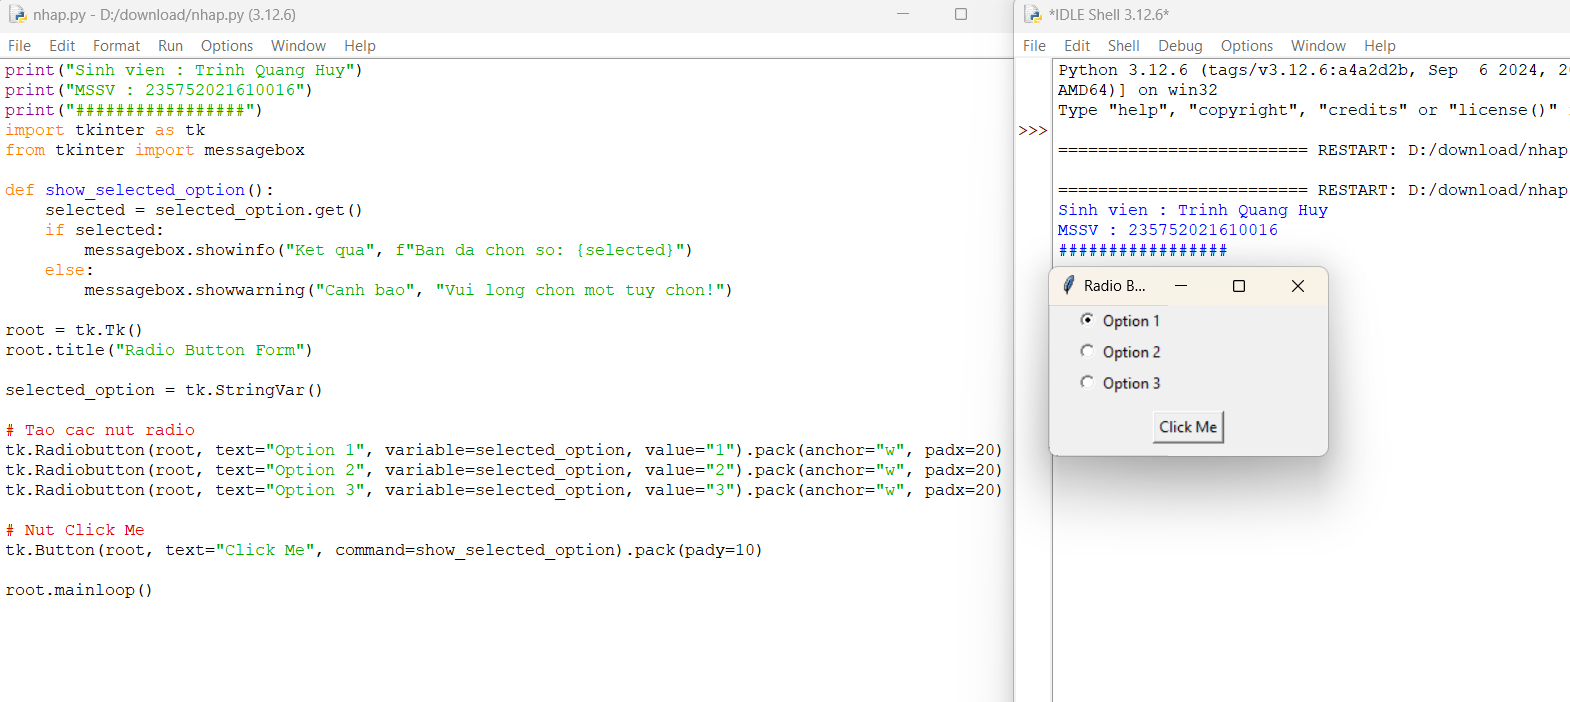 nhap.py - D:/download/nhap.py (3.12.6)
File Edit Format Run Options Window Help
print("Sinh vien : Trinh Quang Huy")
print("MSSV : 235752021610016")
print("#################")
import tkinter as tk
from tkinter import messagebox
def show_selected_option():
    selected = selected_option.get()
    if selected:
        messagebox.showinfo("Ket qua", f"Ban da chon so: {selected}")
    else:
        messagebox.showwarning("Canh bao", "Vui long chon mot tuy chon!")
root = tk.Tk()
root.title("Radio Button Form")
selected_option = tk.StringVar()
# Tao cac nut radio
tk.Radiobutton(root, text="Option 1", variable=selected_option, value="1").pack(anchor="w", padx=20)
tk.Radiobutton(root, text="Option 2", variable=selected_option, value="2").pack(anchor="w", padx=20)
tk.Radiobutton(root, text="Option 3", variable=selected_option, value="3").pack(anchor="w", padx=20)
# Nut Click Me
tk.Button(root, text="Click Me", command=show_selected_option).pack(pady=10)
root.mainloop()
*IDLE Shell 3.12.6*
File Edit Shell Debug Options Window Help
Python 3.12.6 (tags/v3.12.6:a4a2d2b, Sep  6 2024, 2
AMD64)] on win32
Type "help", "copyright", "credits" or "license()"
>>>
========================= RESTART: D:/download/nhap
========================= RESTART: D:/download/nhap
Sinh vien : Trinh Quang Huy
MSSV : 235752021610016
#################
Radio B...
Option 1
Option 2
Option 3
Click Me